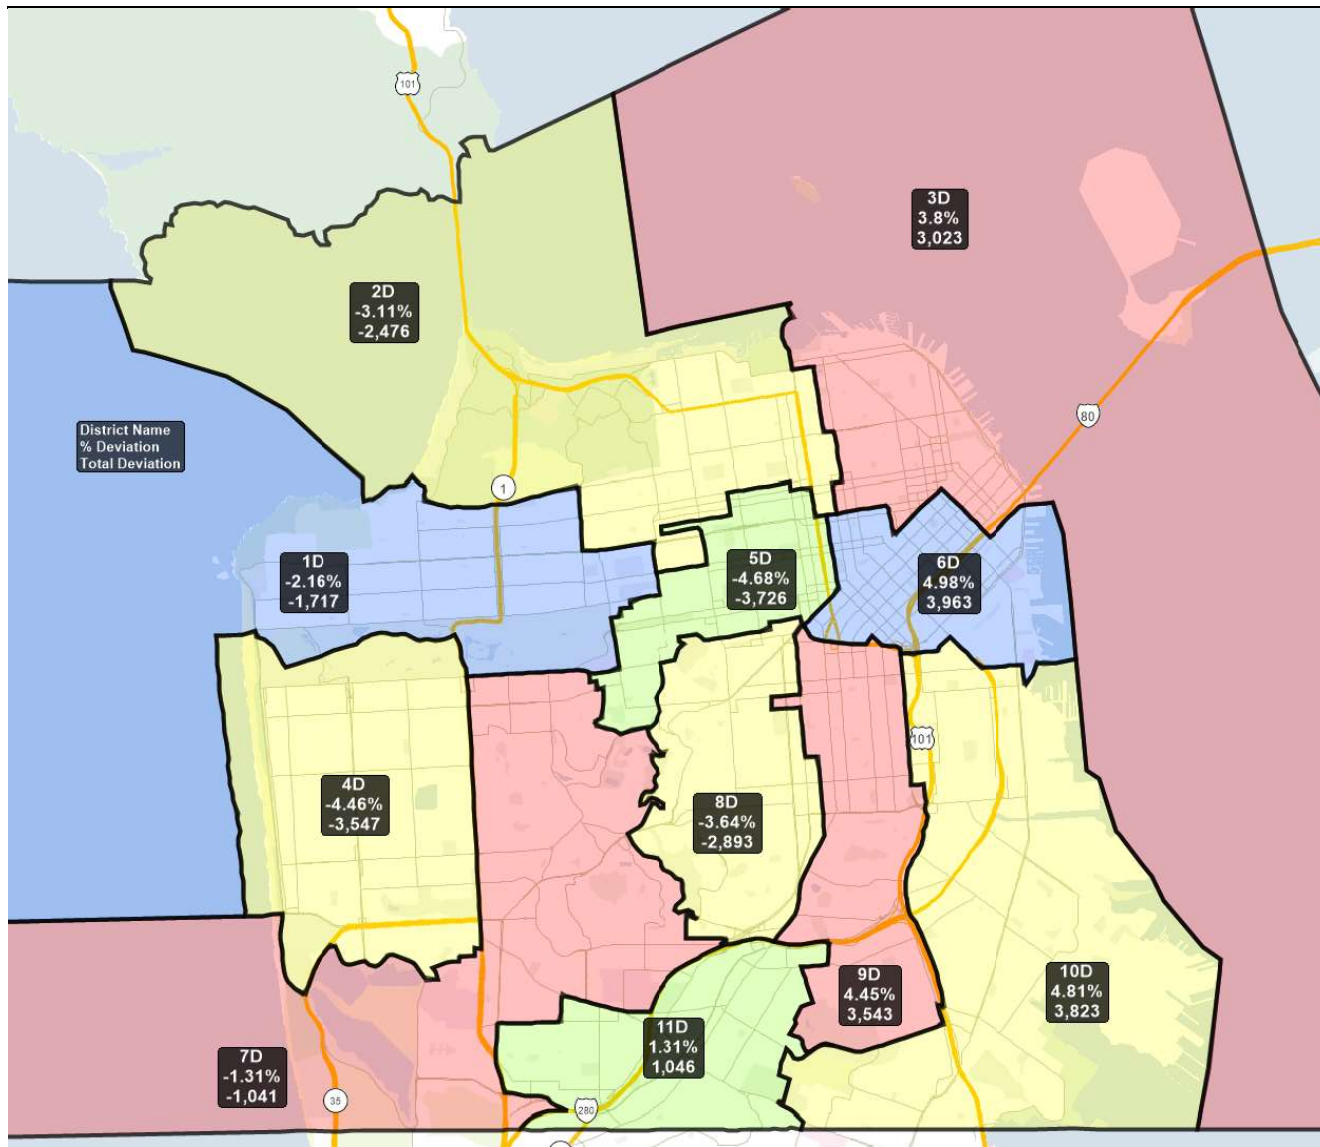 101
3D
3.8%
3,023
2D
-3.11%
-2,476
80
District Name
% Deviation
Total Deviation
1
1D
-2.16%
-1,717
5D
-4.68%
-3,726
6D
4.98%
3,963
101
4D
-4.46%
-3,547
8D
-3.64%
-2,893
9D
4.45%
3,543
10D
4.81%
3,823
11D
1.31%
1,046
7D
-1.31%
-1,041
35
280